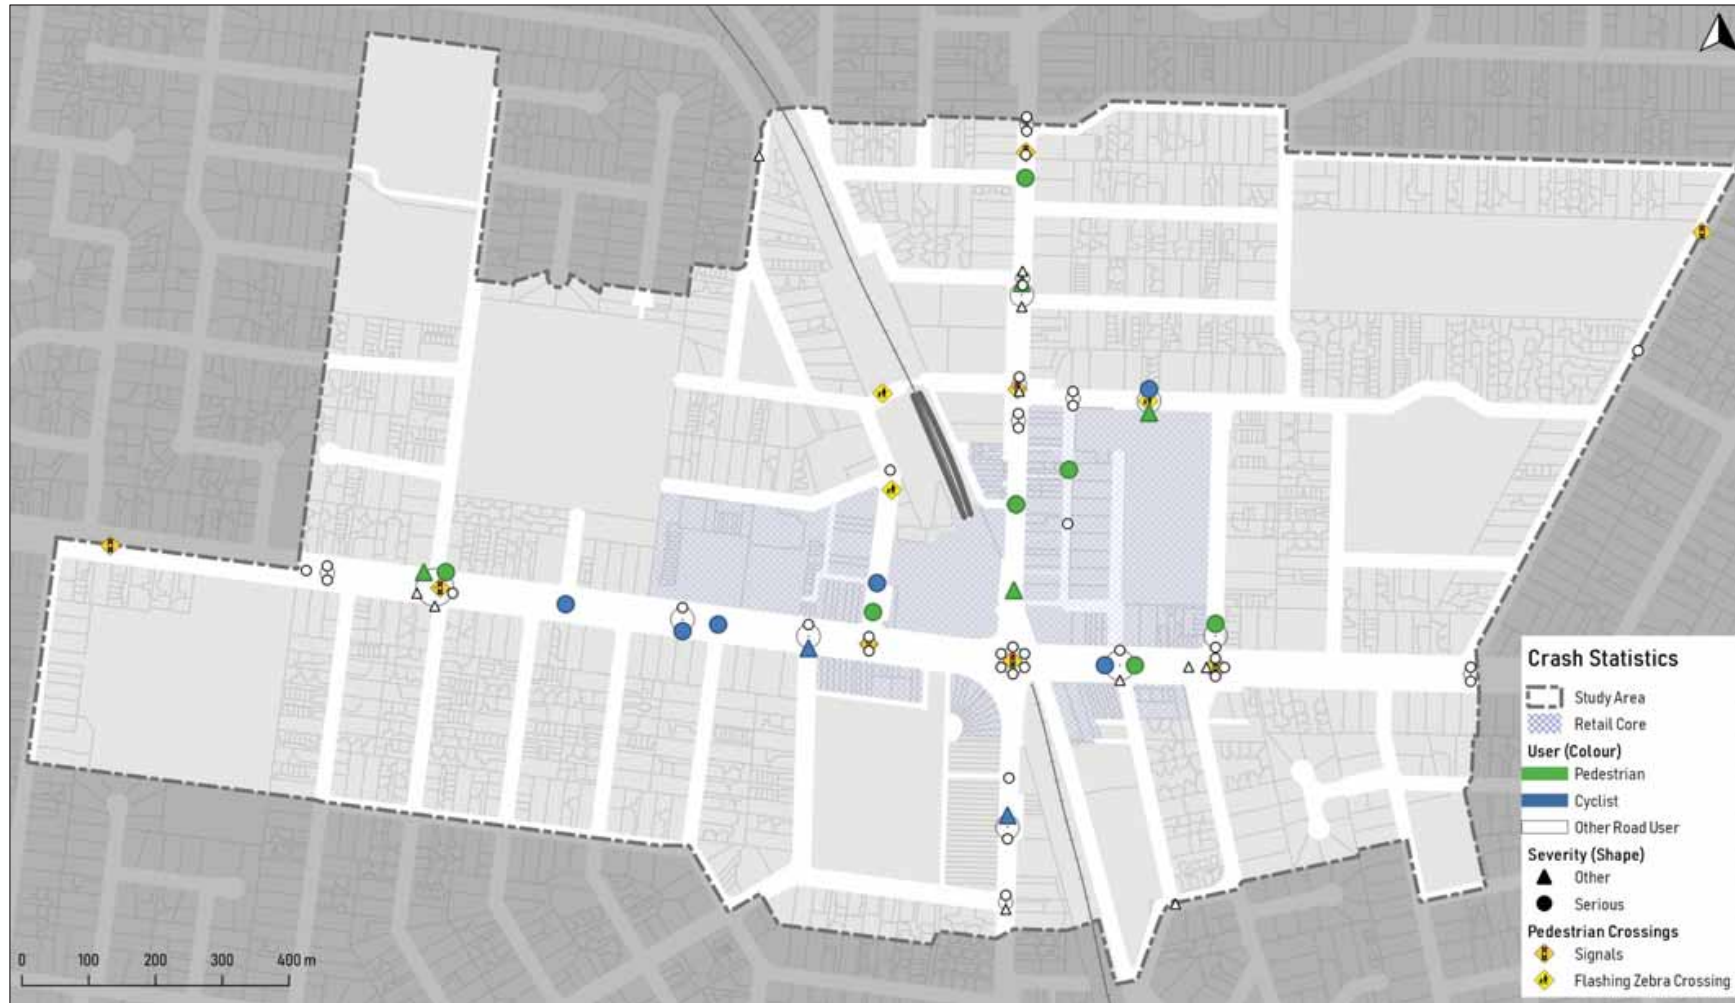 Crash Statistics
Study Area
Retail Core
User (Colour)
Pedestrian
Cyclist
Other Road User
Severity (Shape)
Other
Serious
Pedestrian Crossings
Signals
Flashing Zebra Crossing
0 100 200 300 400 m